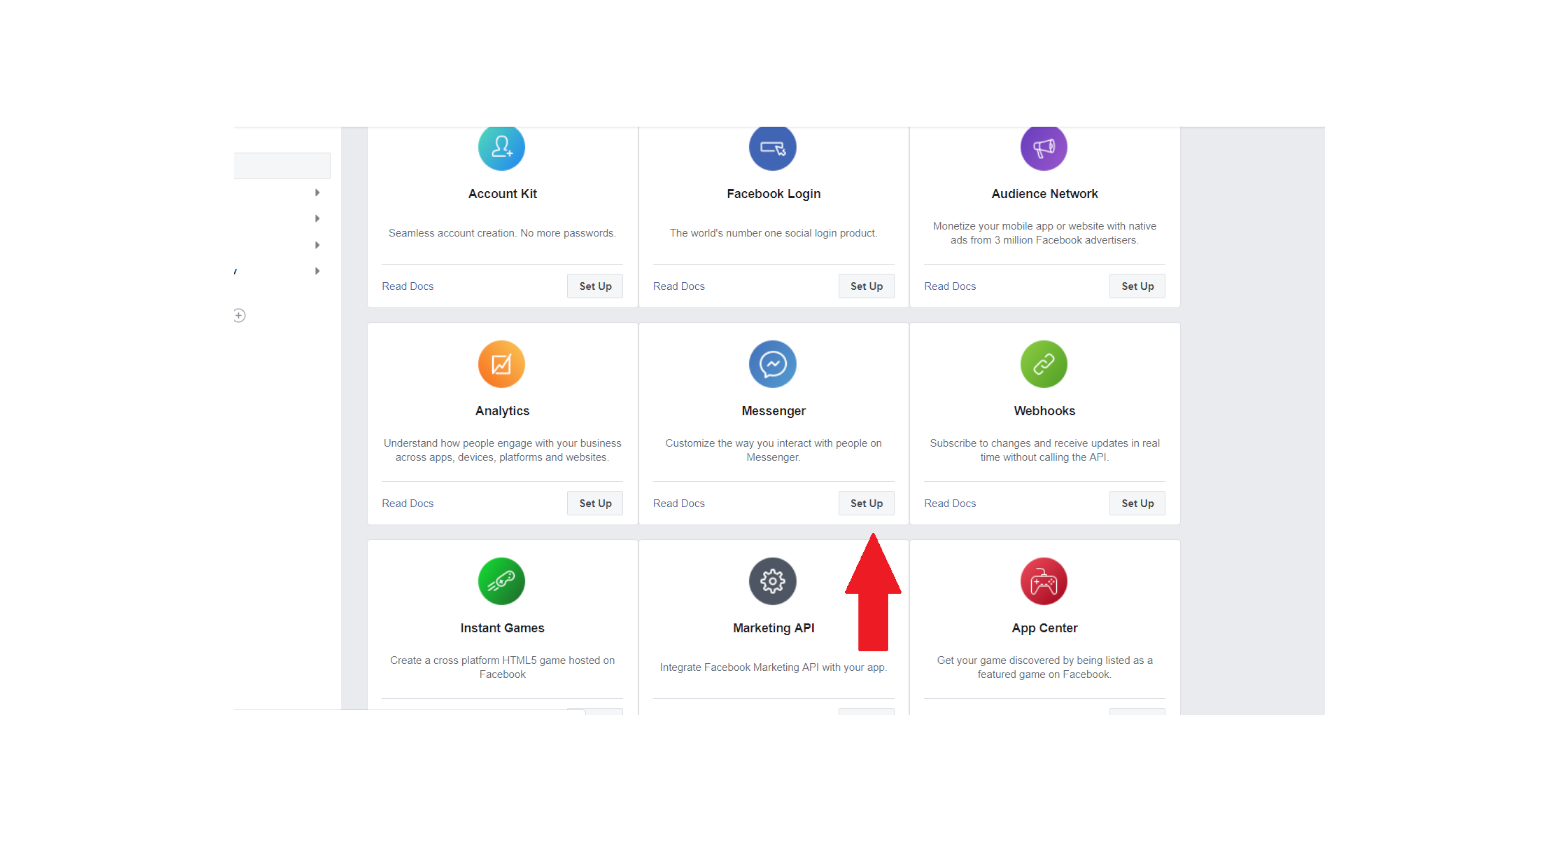 Account Kit
Seamless account creation. No more passwords.
Read Docs
Set Up
Facebook Login
The world's number one social login product.
Read Docs
Set Up
Audience Network
Monetize your mobile app or website with native
ads from 3 million Facebook advertisers.
Read Docs
Set Up
Analytics
Understand how people engage with your business
across apps, devices, platforms and websites.
Read Docs
Set Up
Messenger
Customize the way you interact with people on
Messenger.
Read Docs
Set Up
Webhooks
Subscribe to changes and receive updates in real
time without calling the API.
Read Docs
Set Up
Instant Games
Create a cross platform HTML5 game hosted on
Facebook
Marketing API
Integrate Facebook Marketing API with your app.
App Center
Get your game discovered by being listed as a
featured game on Facebook.